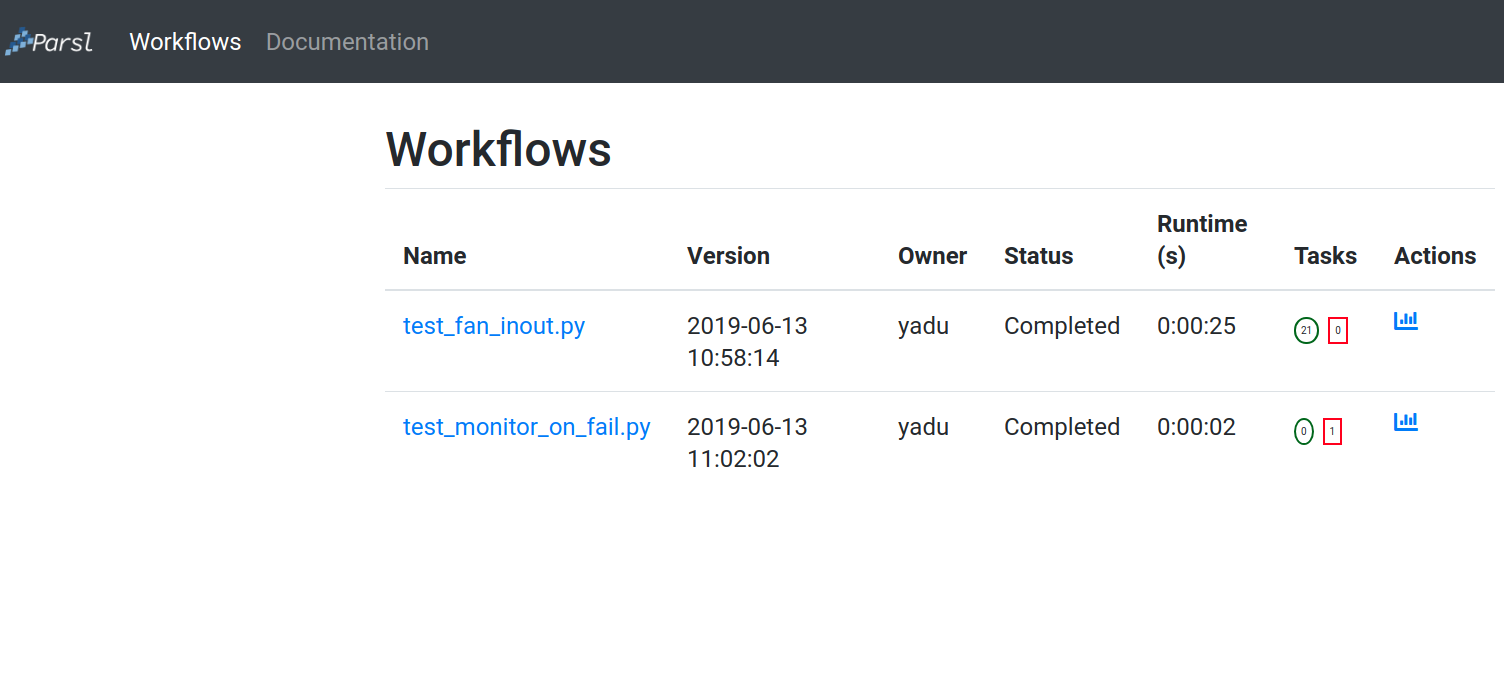 Parsl Workflows Documentation
Workflows
Name Version Owner Status Runtime (s) Tasks Actions
test_fan_inout.py 2019-06-13 10:58:14 yadu Completed 0:00:25 21 0
test_monitor_on_fail.py 2019-06-13 11:02:02 yadu Completed 0:00:02 0 1